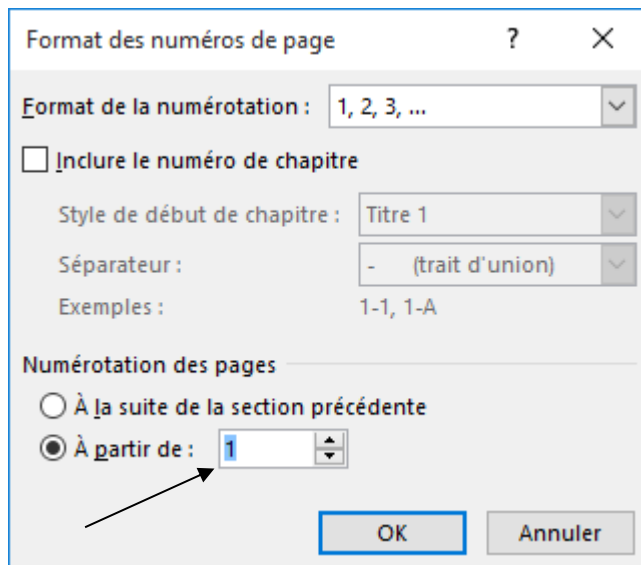 Format des numéros de page ?
Format de la numérotation : 1, 2, 3, ...
Inclure le numéro de chapitre
Style de début de chapitre : Titre 1
Séparateur : - (trait d'union)
Exemples : 1-1, 1-A
Numérotation des pages
À la suite de la section précédente
À partir de : 1
OK Annuler